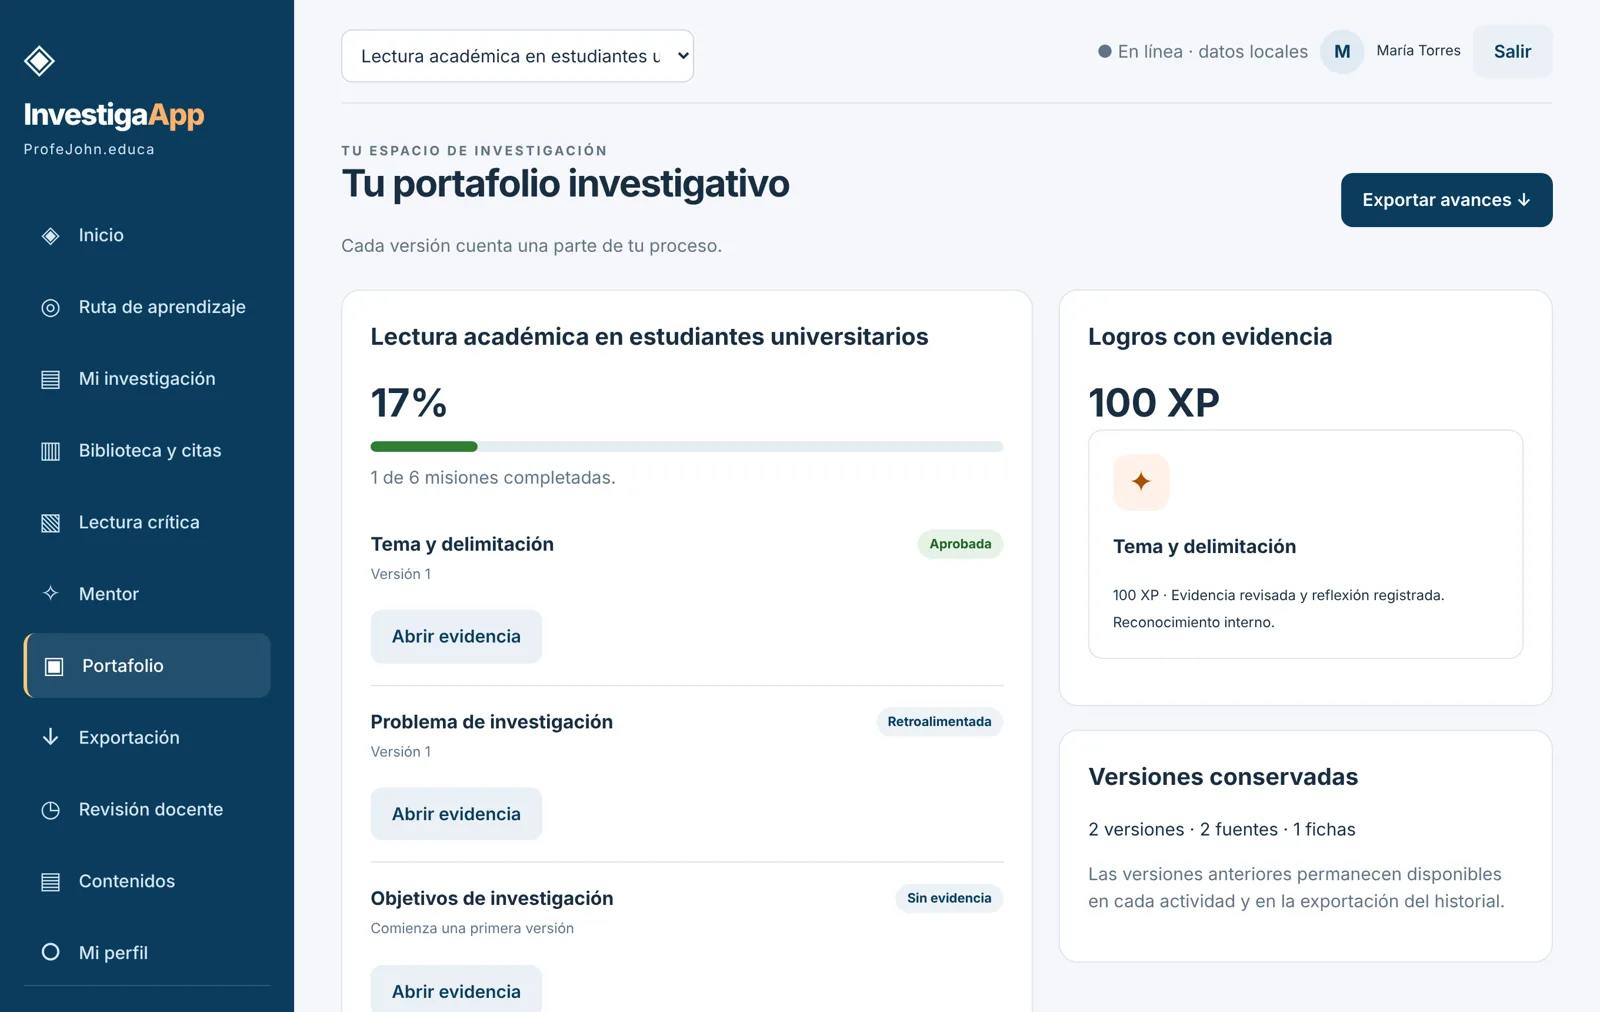 InvestigaApp
ProfeJohn.educa
Inicio
Ruta de aprendizaje
Mi investigación
Biblioteca y citas
Lectura crítica
Mentor
Portafolio
Exportación
Revisión docente
Contenidos
Mi perfil
Lectura académica en estudiantes u
En línea · datos locales
M
María Torres
Salir
TU ESPACIO DE INVESTIGACIÓN
Tu portafolio investigativo
Cada versión cuenta una parte de tu proceso.
Exportar avances ↓
Lectura académica en estudiantes universitarios
17%
1 de 6 misiones completadas.
Tema y delimitación
Aprobada
Versión 1
Abrir evidencia
Problema de investigación
Retroalimentada
Versión 1
Abrir evidencia
Objetivos de investigación
Sin evidencia
Comienza una primera versión
Abrir evidencia
Logros con evidencia
100 XP
Tema y delimitación
100 XP · Evidencia revisada y reflexión registrada.
Reconocimiento interno.
Versiones conservadas
2 versiones · 2 fuentes · 1 fichas
Las versiones anteriores permanecen disponibles
en cada actividad y en la exportación del historial.